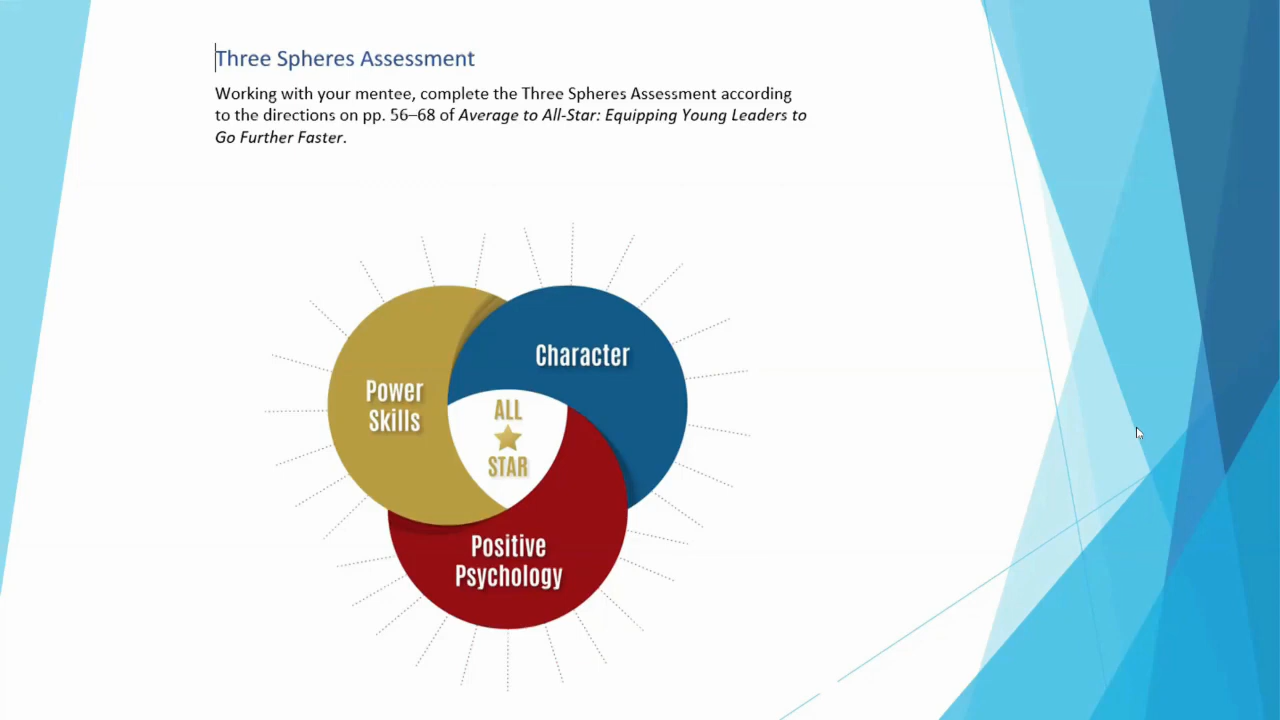 Three Spheres Assessment
Working with your mentee, complete the Three Spheres Assessment according
to the directions on pp. 56–68 of Average to All-Star: Equipping Young Leaders to
Go Further Faster.
Character
Power
Skills
ALL
STAR
Positive
Psychology